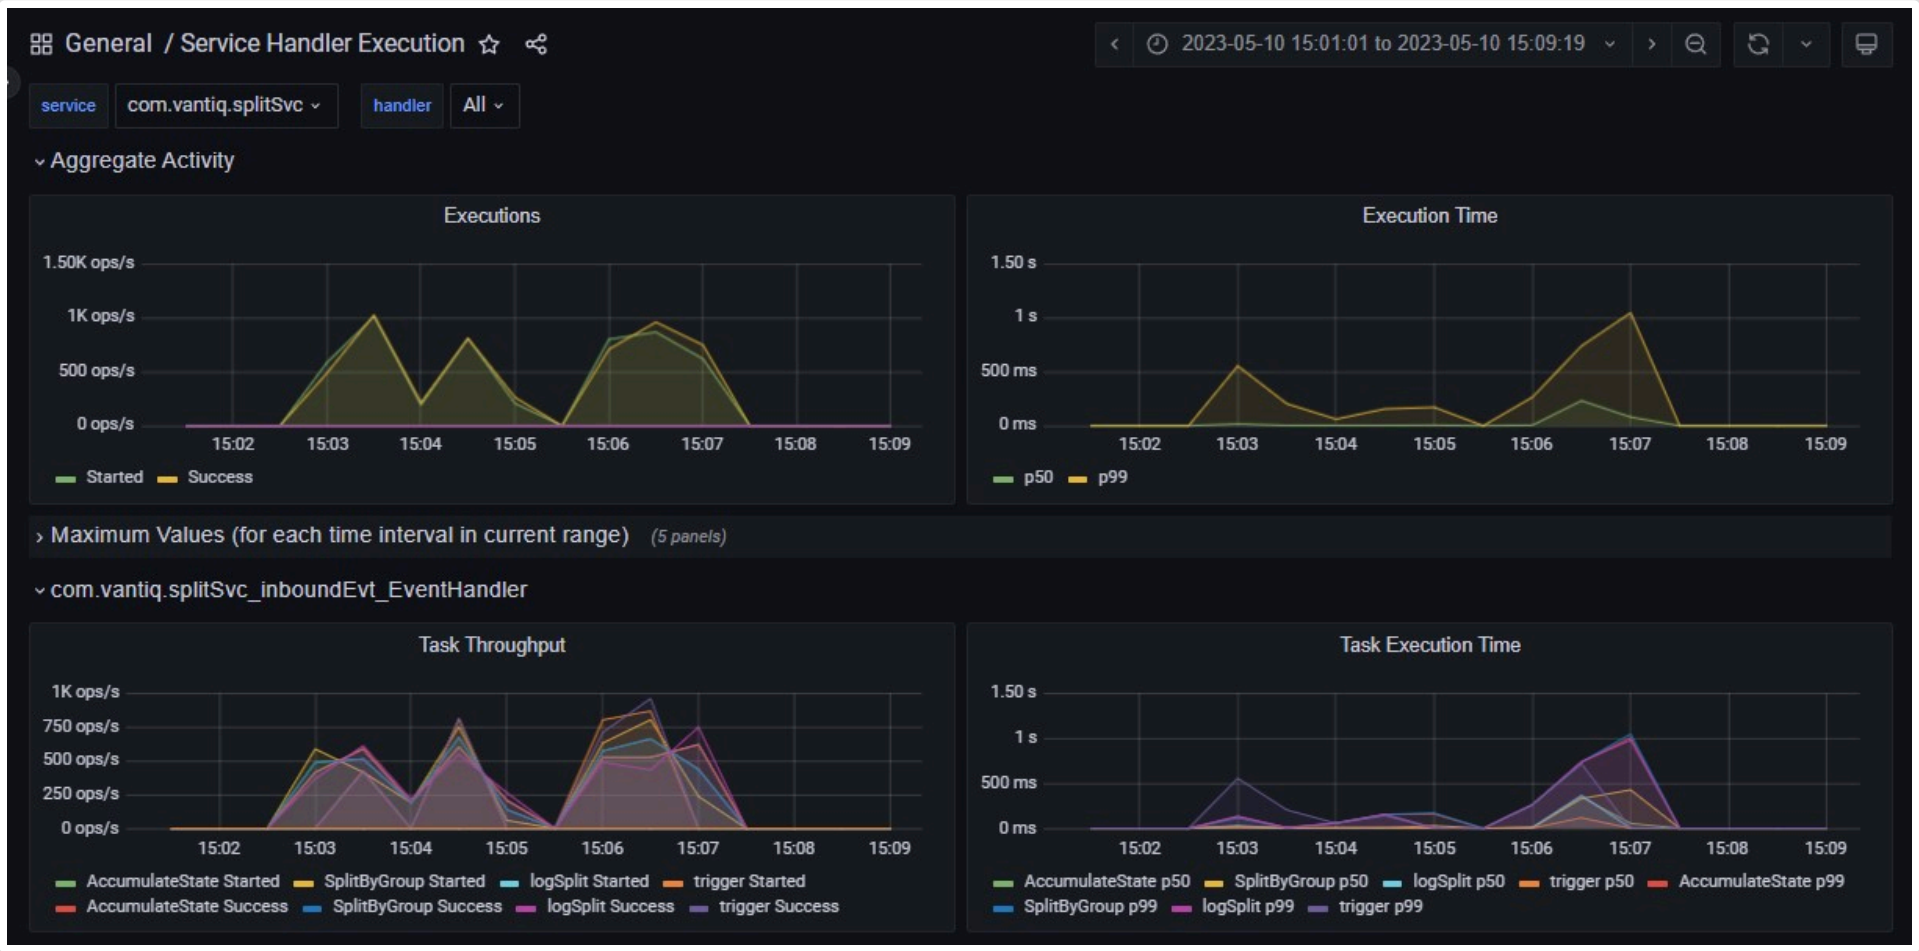 General / Service Handler Execution
2023-05-10 15:01:01 to 2023-05-10 15:09:19
service com.vantiq.splitSvc handler All
Aggregate Activity
Executions
1.50K ops/s
1K ops/s
500 ops/s
0 ops/s
15:02 15:03 15:04 15:05 15:06 15:07 15:08 15:09
Started Success
Execution Time
1.50 s
1 s
500 ms
0 ms
15:02 15:03 15:04 15:05 15:06 15:07 15:08 15:09
p50 p99
Maximum Values (for each time interval in current range) (5 panels)
com.vantiq.splitSvc_inboundEvt_EventHandler
Task Throughput
1K ops/s
750 ops/s
500 ops/s
250 ops/s
0 ops/s
15:02 15:03 15:04 15:05 15:06 15:07 15:08 15:09
AccumulateState Started SplitByGroup Started logSplit Started trigger Started
AccumulateState Success SplitByGroup Success logSplit Success trigger Success
Task Execution Time
1.50 s
1 s
500 ms
0 ms
15:02 15:03 15:04 15:05 15:06 15:07 15:08 15:09
AccumulateState p50 SplitByGroup p50 logSplit p50 trigger p50 AccumulateState p99
SplitByGroup p99 logSplit p99 trigger p99